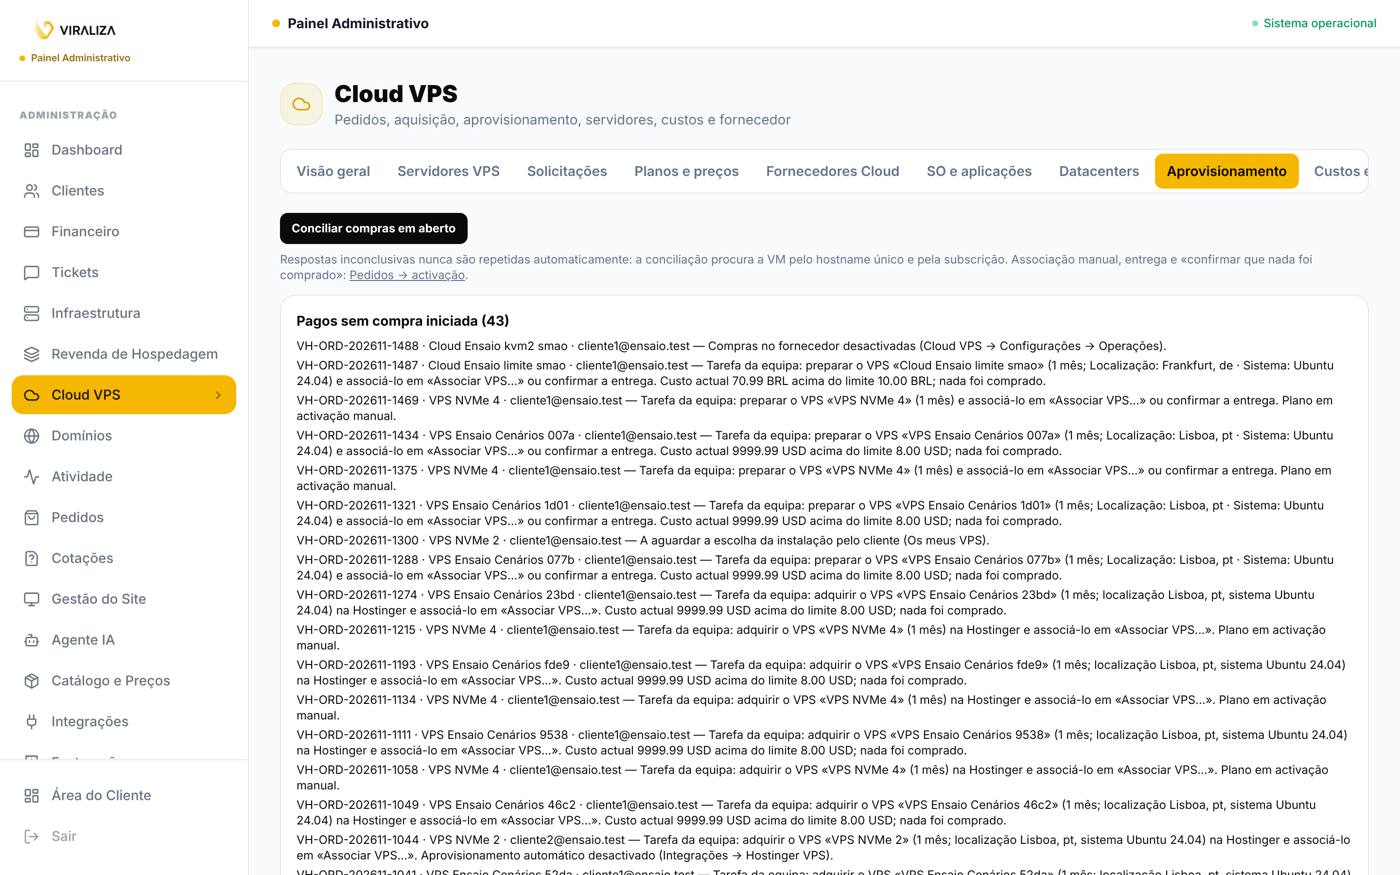 VIRALIZA
Painel Administrativo
ADMINISTRAÇÃO
Dashboard
Clientes
Financeiro
Tickets
Infraestrutura
Revenda de Hospedagem
Cloud VPS
Domínios
Atividade
Pedidos
Cotações
Gestão do Site
Agente IA
Catálogo e Preços
Integrações
Área do Cliente
Sair
Painel Administrativo
Sistema operacional
Cloud VPS
Pedidos, aquisição, aprovisionamento, servidores, custos e fornecedor
Visão geral Servidores VPS Solicitações Planos e preços Fornecedores Cloud SO e aplicações Datacenters Aprovisionamento Custos e
Conciliar compras em aberto
Respostas inconclusivas nunca são repetidas automaticamente: a conciliação procura a VM pelo hostname único e pela subscrição. Associação manual, entrega e «confirmar que nada foi
comprado»: Pedidos → activação.
Pagos sem compra iniciada (43)
VH-ORD-202611-1488 · Cloud Ensaio kvm2 smao · cliente1@ensaio.test — Compras no fornecedor desactivadas (Cloud VPS → Configurações → Operações).
VH-ORD-202611-1487 · Cloud Ensaio limite smao · cliente1@ensaio.test — Tarefa da equipa: preparar o VPS «Cloud Ensaio limite smao» (1 mês; Localização: Frankfurt, de · Sistema: Ubuntu
24.04) e associá-lo em «Associar VPS…» ou confirmar a entrega. Custo actual 70.99 BRL acima do limite 10.00 BRL; nada foi comprado.
VH-ORD-202611-1469 · VPS NVMe 4 · cliente1@ensaio.test — Tarefa da equipa: preparar o VPS «VPS NVMe 4» (1 mês) e associá-lo em «Associar VPS…» ou confirmar a entrega. Plano em
activação manual.
VH-ORD-202611-1434 · VPS Ensaio Cenários 007a · cliente1@ensaio.test — Tarefa da equipa: preparar o VPS «VPS Ensaio Cenários 007a» (1 mês; Localização: Lisboa, pt · Sistema: Ubuntu
24.04) e associá-lo em «Associar VPS…» ou confirmar a entrega. Custo actual 9999.99 USD acima do limite 8.00 USD; nada foi comprado.
VH-ORD-202611-1375 · VPS NVMe 4 · cliente1@ensaio.test — Tarefa da equipa: preparar o VPS «VPS NVMe 4» (1 mês) e associá-lo em «Associar VPS…» ou confirmar a entrega. Plano em
activação manual.
VH-ORD-202611-1321 · VPS Ensaio Cenários 1d01 · cliente1@ensaio.test — Tarefa da equipa: preparar o VPS «VPS Ensaio Cenários 1d01» (1 mês; Localização: Lisboa, pt · Sistema: Ubuntu
24.04) e associá-lo em «Associar VPS…» ou confirmar a entrega. Custo actual 9999.99 USD acima do limite 8.00 USD; nada foi comprado.
VH-ORD-202611-1300 · VPS NVMe 2 · cliente1@ensaio.test — A aguardar a escolha da instalação pelo cliente (Os meus VPS).
VH-ORD-202611-1288 · VPS Ensaio Cenários 077b · cliente1@ensaio.test — Tarefa da equipa: preparar o VPS «VPS Ensaio Cenários 077b» (1 mês; Localização: Lisboa, pt · Sistema: Ubuntu
24.04) e associá-lo em «Associar VPS…» ou confirmar a entrega. Custo actual 9999.99 USD acima do limite 8.00 USD; nada foi comprado.
VH-ORD-202611-1274 · VPS Ensaio Cenários 23bd · cliente1@ensaio.test — Tarefa da equipa: adquirir o VPS «VPS Ensaio Cenários 23bd» (1 mês; localização Lisboa, pt, sistema Ubuntu
24.04) na Hostinger e associá-lo em «Associar VPS…». Custo actual 9999.99 USD acima do limite 8.00 USD; nada foi comprado.
VH-ORD-202611-1215 · VPS NVMe 4 · cliente1@ensaio.test — Tarefa da equipa: adquirir o VPS «VPS NVMe 4» (1 mês) na Hostinger e associá-lo em «Associar VPS…». Plano em activação
manual.
VH-ORD-202611-1193 · VPS Ensaio Cenários fde9 · cliente1@ensaio.test — Tarefa da equipa: adquirir o VPS «VPS Ensaio Cenários fde9» (1 mês; localização Lisboa, pt, sistema Ubuntu 24.04)
na Hostinger e associá-lo em «Associar VPS…». Custo actual 9999.99 USD acima do limite 8.00 USD; nada foi comprado.
VH-ORD-202611-1134 · VPS NVMe 4 · cliente1@ensaio.test — Tarefa da equipa: adquirir o VPS «VPS NVMe 4» (1 mês) na Hostinger e associá-lo em «Associar VPS…». Plano em activação
manual.
VH-ORD-202611-1111 · VPS Ensaio Cenários 9538 · cliente1@ensaio.test — Tarefa da equipa: adquirir o VPS «VPS Ensaio Cenários 9538» (1 mês; localização Lisboa, pt, sistema Ubuntu 24.04)
na Hostinger e associá-lo em «Associar VPS…». Custo actual 9999.99 USD acima do limite 8.00 USD; nada foi comprado.
VH-ORD-202611-1058 · VPS NVMe 4 · cliente1@ensaio.test — Tarefa da equipa: adquirir o VPS «VPS NVMe 4» (1 mês) na Hostinger e associá-lo em «Associar VPS…». Plano em activação
manual.
VH-ORD-202611-1049 · VPS Ensaio Cenários 46c2 · cliente1@ensaio.test — Tarefa da equipa: adquirir o VPS «VPS Ensaio Cenários 46c2» (1 mês; localização Lisboa, pt, sistema Ubuntu
24.04) na Hostinger e associá-lo em «Associar VPS…». Custo actual 9999.99 USD acima do limite 8.00 USD; nada foi comprado.
VH-ORD-202611-1044 · VPS NVMe 2 · cliente2@ensaio.test — Tarefa da equipa: adquirir o VPS «VPS NVMe 2» (1 mês; localização Lisboa, pt, sistema Ubuntu 24.04) na Hostinger e associá-lo
em «Associar VPS…». Aprovisionamento automático desactivado (Integrações → Hostinger VPS).
VH-ORD-202611-1041 · VPS Ensaio Cenários 52da · cliente1@ensaio.test — Tarefa da equipa: adquirir o VPS «VPS Ensaio Cenários 52da» (1 mês; localização Lisboa, pt, sistema Ubuntu 24.04)